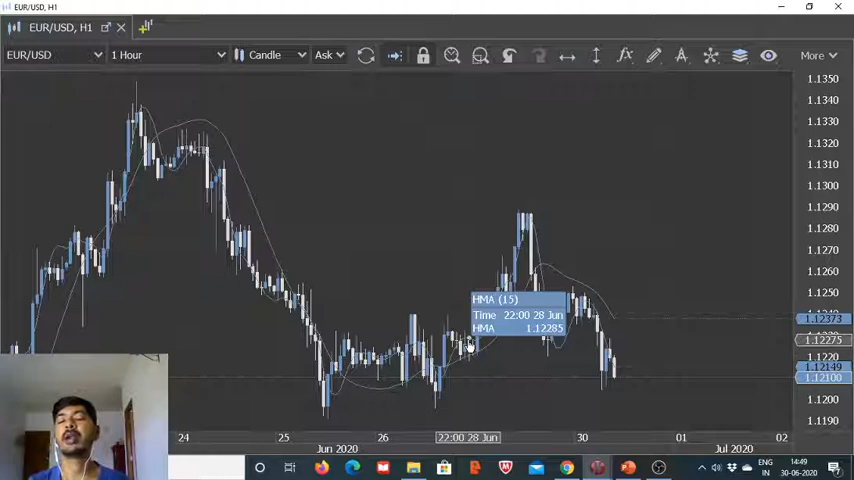 EUR/USD, H1
EUR/USD, H1
EUR/USD
1 Hour
Candle
Ask
More
1.1350
1.1340
1.1330
1.1320
1.1310
1.1300
1.1290
1.1280
1.1270
1.1260
1.1250
1.12373
1.12275
1.1220
1.12149
1.12100
1.1200
1.1190
HMA (15)
Time 22:00 28 Jun
HMA 1.12285
24
25
26
22:00 28 Jun
30
01
02
Jun 2020
Jul 2020
ENG
IN
14:49
30-06-2020